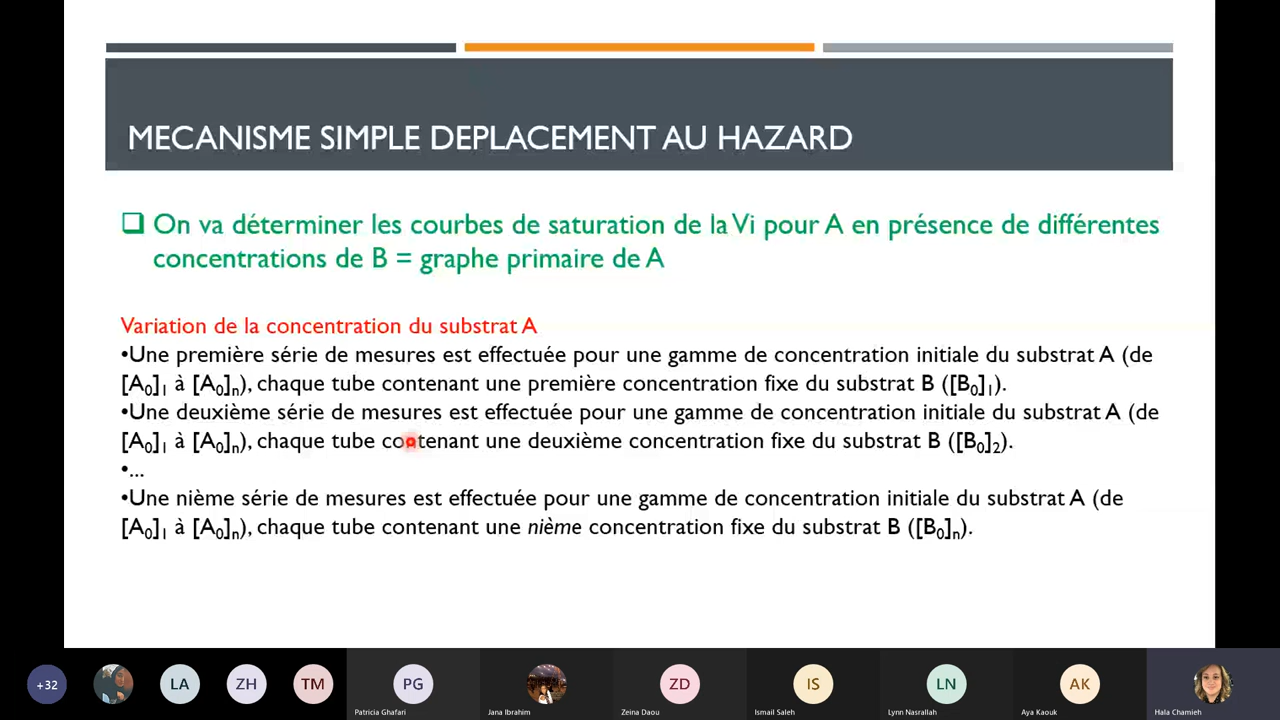 MECANISME SIMPLE DEPLACEMENT AU HAZARD
❑ On va déterminer les courbes de saturation de la Vi pour A en présence de différentes
concentrations de B = graphe primaire de A
Variation de la concentration du substrat A
•Une première série de mesures est effectuée pour une gamme de concentration initiale du substrat A (de
[A₀]₁ à [A₀]ₙ), chaque tube contenant une première concentration fixe du substrat B ([B₀]₁).
•Une deuxième série de mesures est effectuée pour une gamme de concentration initiale du substrat A (de
[A₀]₁ à [A₀]ₙ), chaque tube contenant une deuxième concentration fixe du substrat B ([B₀]₂).
•...
•Une nième série de mesures est effectuée pour une gamme de concentration initiale du substrat A (de
[A₀]₁ à [A₀]ₙ), chaque tube contenant une nième concentration fixe du substrat B ([B₀]ₙ).
+32 LA ZH TM PG ZD IS LN AK
Patricia Ghafari Jana Ibrahim Zeina Daou Ismail Saleh Lynn Nasrallah Aya Kaouk Hala Chamieh